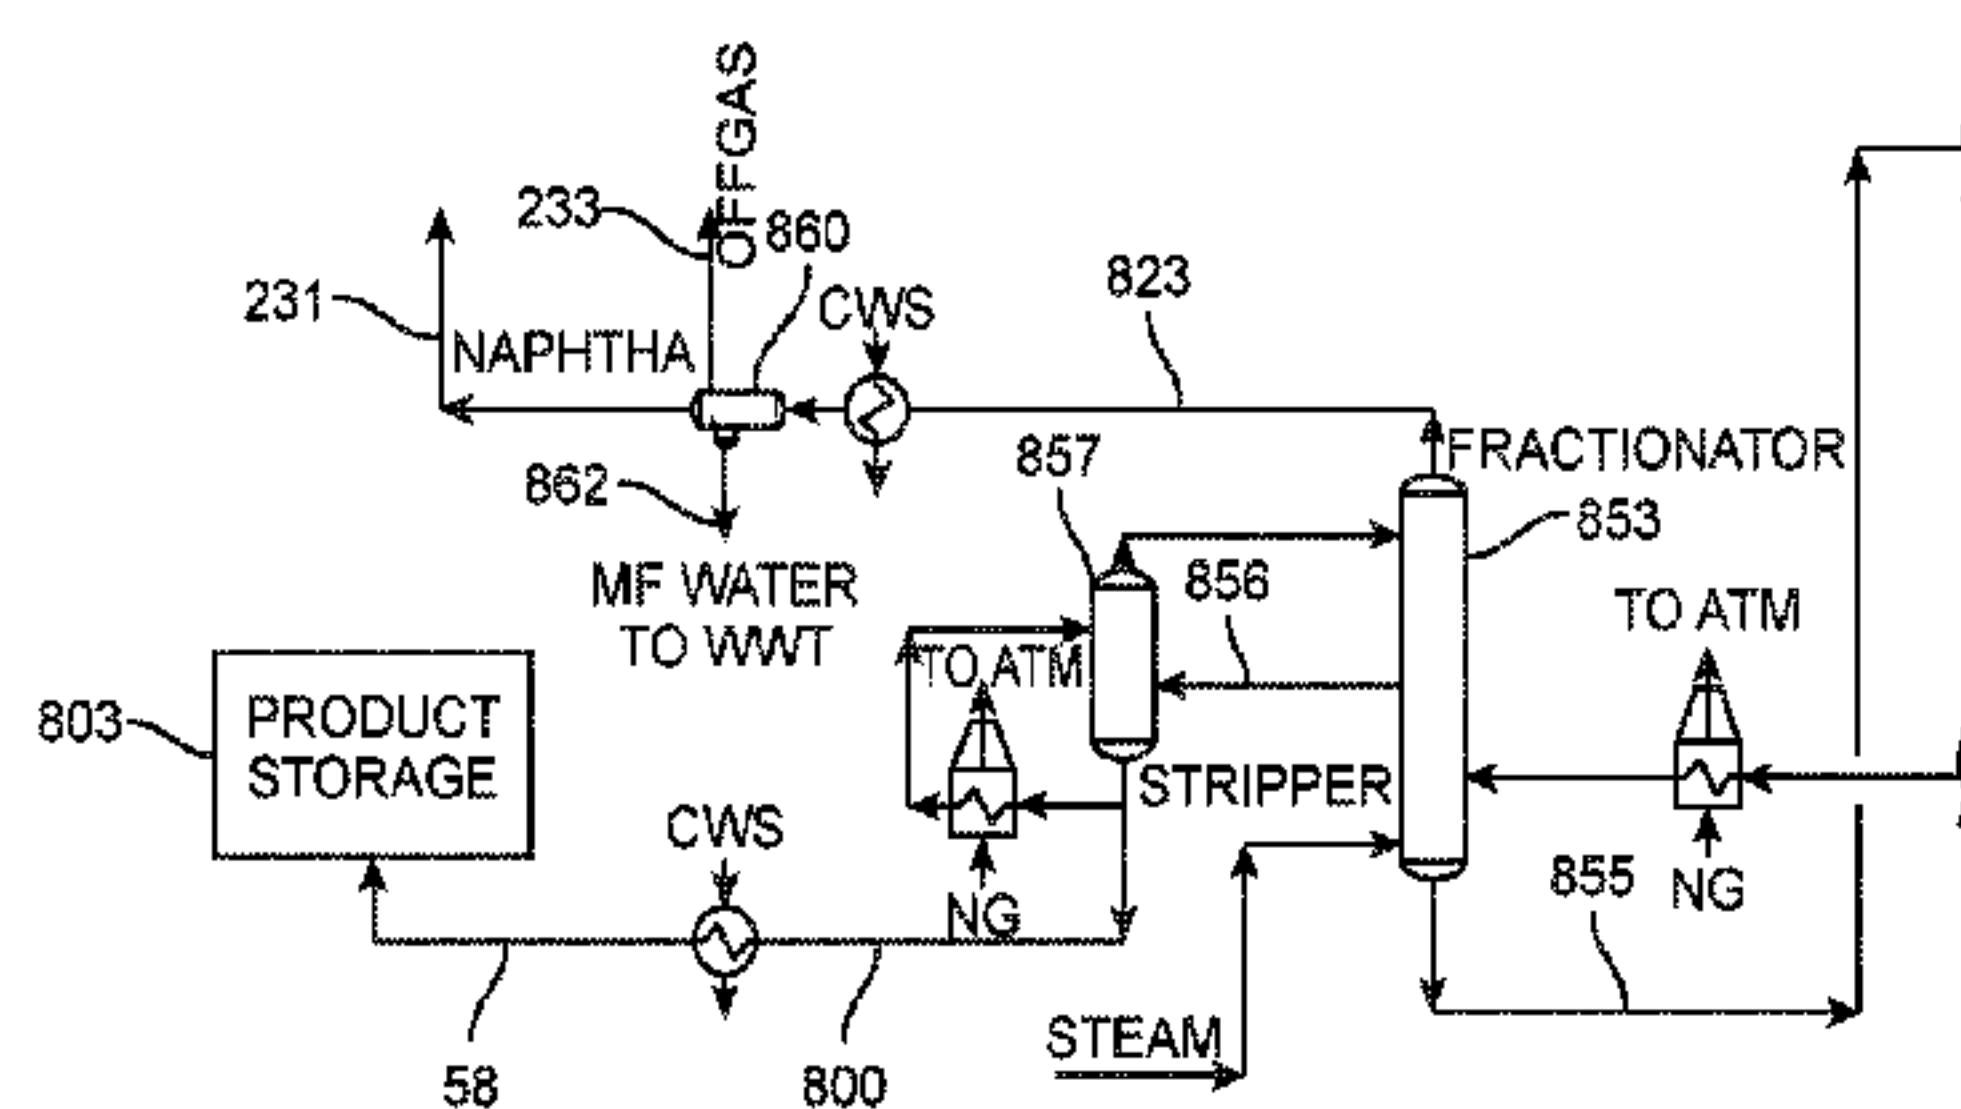 OFFGAS
233
860
231
NAPHTHA
CWS
823
857
FRACTIONATOR
862
853
856
MF WATER
TO WWT
TO ATM
TO ATM
803
PRODUCT
STORAGE
STRIPPER
CWS
NG
855
NG
STEAM
58
800